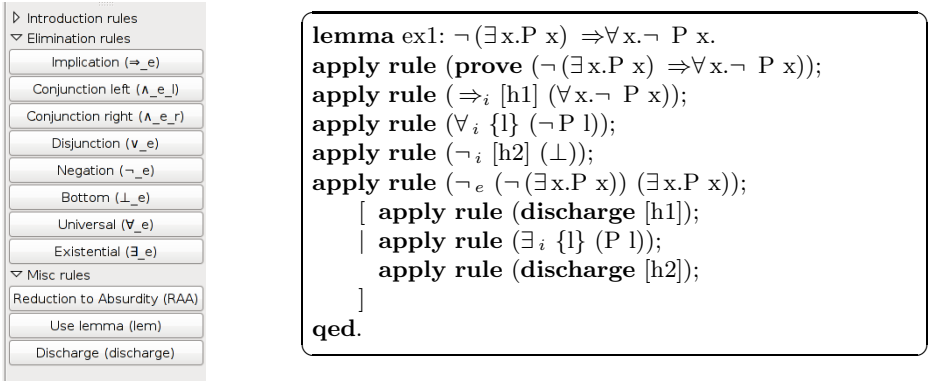 Introduction rules
Elimination rules
Implication (⇒_e)
Conjunction left (∧_e_l)
Conjunction right (∧_e_r)
Disjunction (∨_e)
Negation (¬_e)
Bottom (⊥_e)
Universal (∀_e)
Existential (∃_e)
Misc rules
Reduction to Absurdity (RAA)
Use lemma (lem)
Discharge (discharge)
lemma ex1: ¬ (∃ x.P x) ⇒∀ x.¬ P x.
apply rule (prove (¬ (∃ x.P x) ⇒∀ x.¬ P x));
apply rule (⇒i [h1] (∀ x.¬ P x));
apply rule (∀ i {l} (¬ P l));
apply rule (¬ i [h2] (⊥));
apply rule (¬ e (¬ (∃ x.P x)) (∃ x.P x));
[ apply rule (discharge [h1]);
| apply rule (∃ i {l} (P l));
apply rule (discharge [h2]);
]
qed.